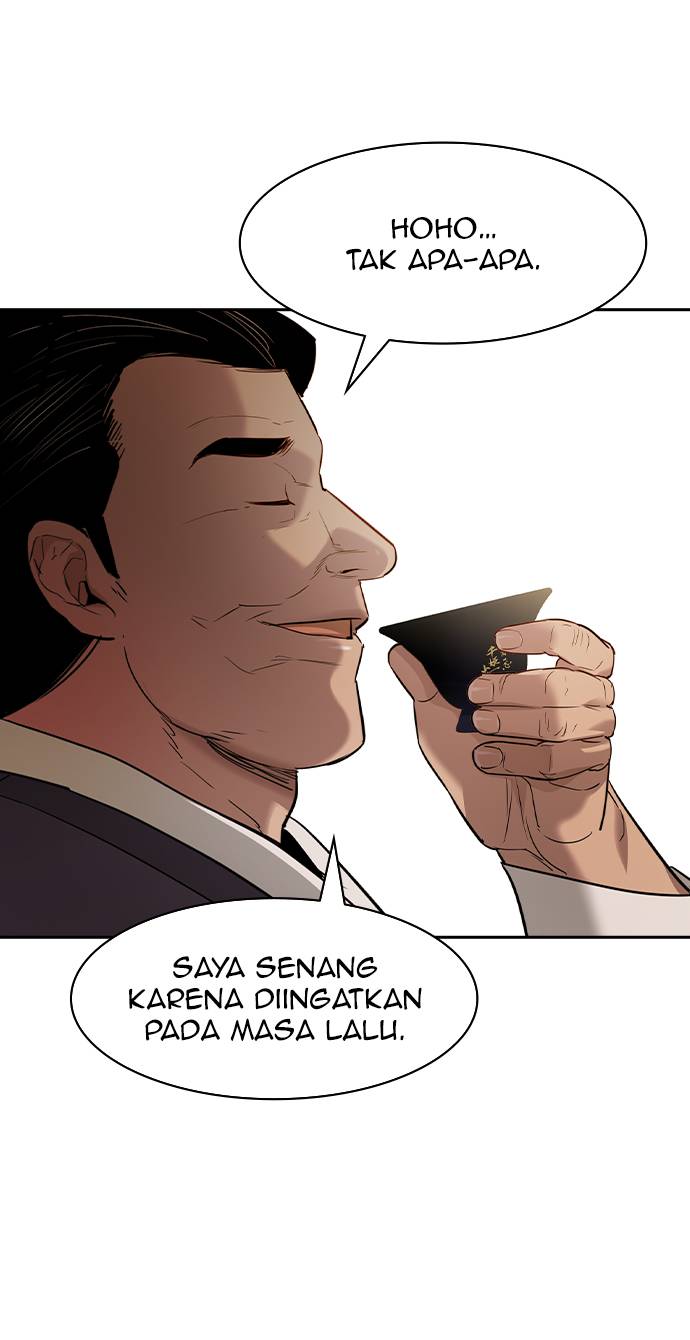 HOHO...
TAK APA-APA.
SAYA SENANG
KARENA DIINGATKAN
PADA MASA LALU.